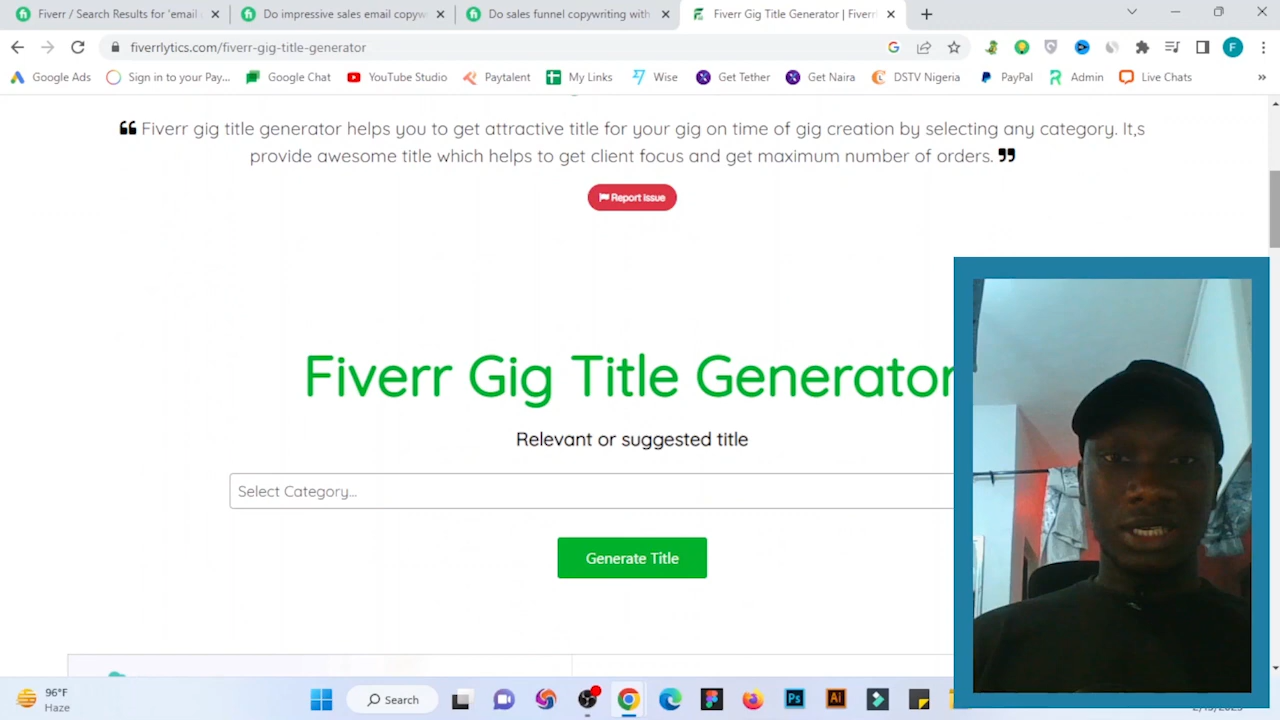 Fiverr / Search Results for 'email
Do impressive sales email copyw
Do sales funnel copywriting with
Fiverr Gig Title Generator | Fiverr
fiverrlytics.com/fiverr-gig-title-generator
Google Ads
Sign in to your Pay...
Google Chat
YouTube Studio
Paytalent
My Links
Wise
Get Tether
Get Naira
DSTV Nigeria
PayPal
Admin
Live Chats
Fiverr gig title generator helps you to get attractive title for your gig on time of gig creation by selecting any category. It,s
provide awesome title which helps to get client focus and get maximum number of orders.
Report Issue
Fiverr Gig Title Generator
Relevant or suggested title
Select Category...
Generate Title
96°F
Haze
Search